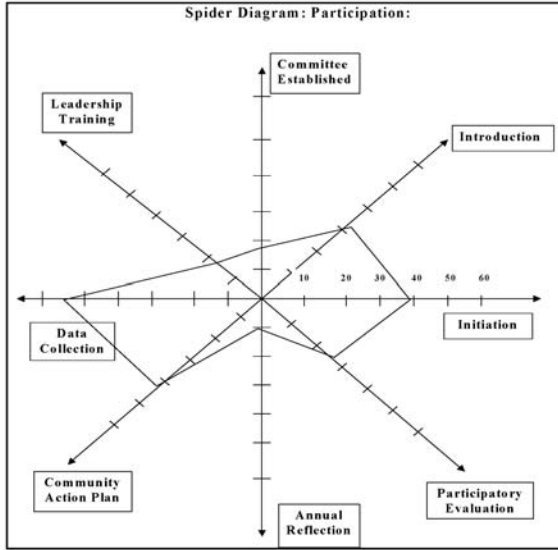 Spider Diagram: Participation:
Committee
Established
Leadership
Training
Introduction
10 20 30 40 50 60
Data
Collection
Initiation
Community
Action Plan
Participatory
Evaluation
Annual
Reflection